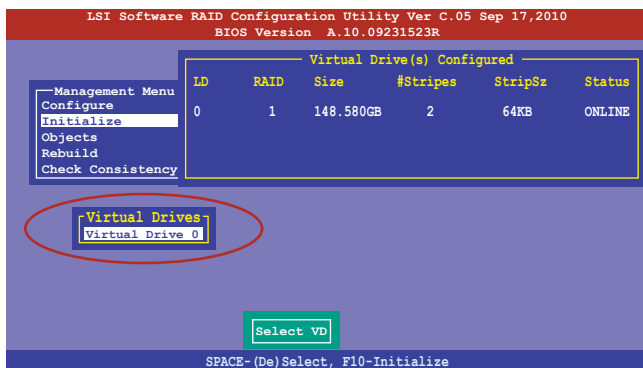 LSI Software RAID Configuration Utility Ver C.05 Sep 17,2010
BIOS Version A.10.09231523R
Virtual Drive(s) Configured
LD RAID Size #Stripes StripSz Status
0 1 148.580GB 2 64KB ONLINE
Management Menu
Configure
Initialize
Objects
Rebuild
Check Consistency
Virtual Drives
Virtual Drive 0
Select VD
SPACE-(De)Select, F10-Initialize